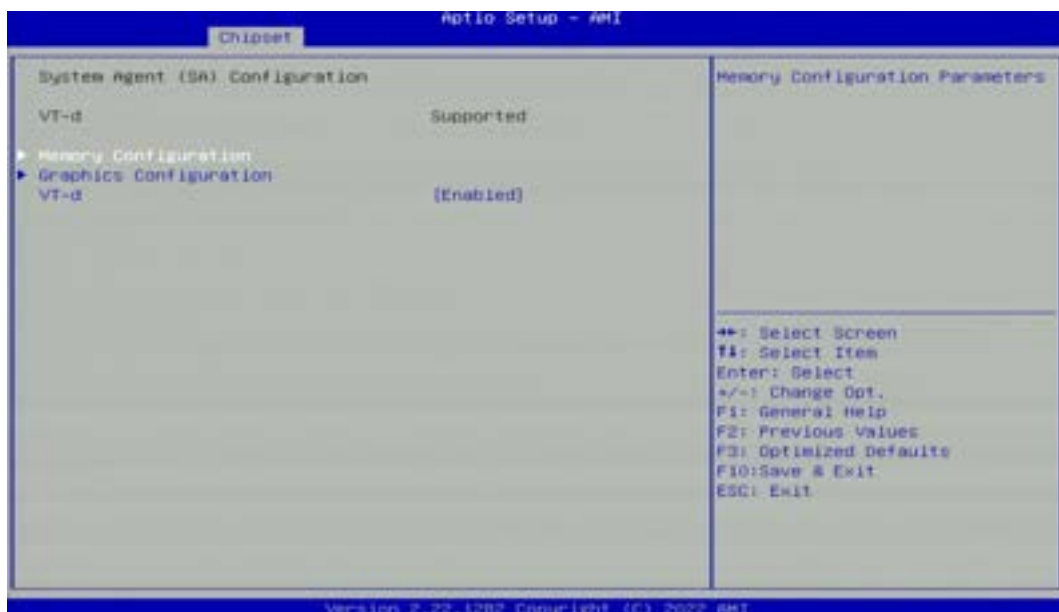 Aptio Setup - AMI
Chipset
System Agent (SA) Configuration
VT-d Supported
Memory Configuration
Graphics Configuration
VT-d [Enabled]
Memory Configuration Parameters
→←: Select Screen
↑↓: Select Item
Enter: Select
+/-: Change Opt.
F1: General Help
F2: Previous Values
F3: Optimized Defaults
F10:Save & Exit
ESC: Exit
Version 2.22.1282 Copyright (C) 2022 AMI